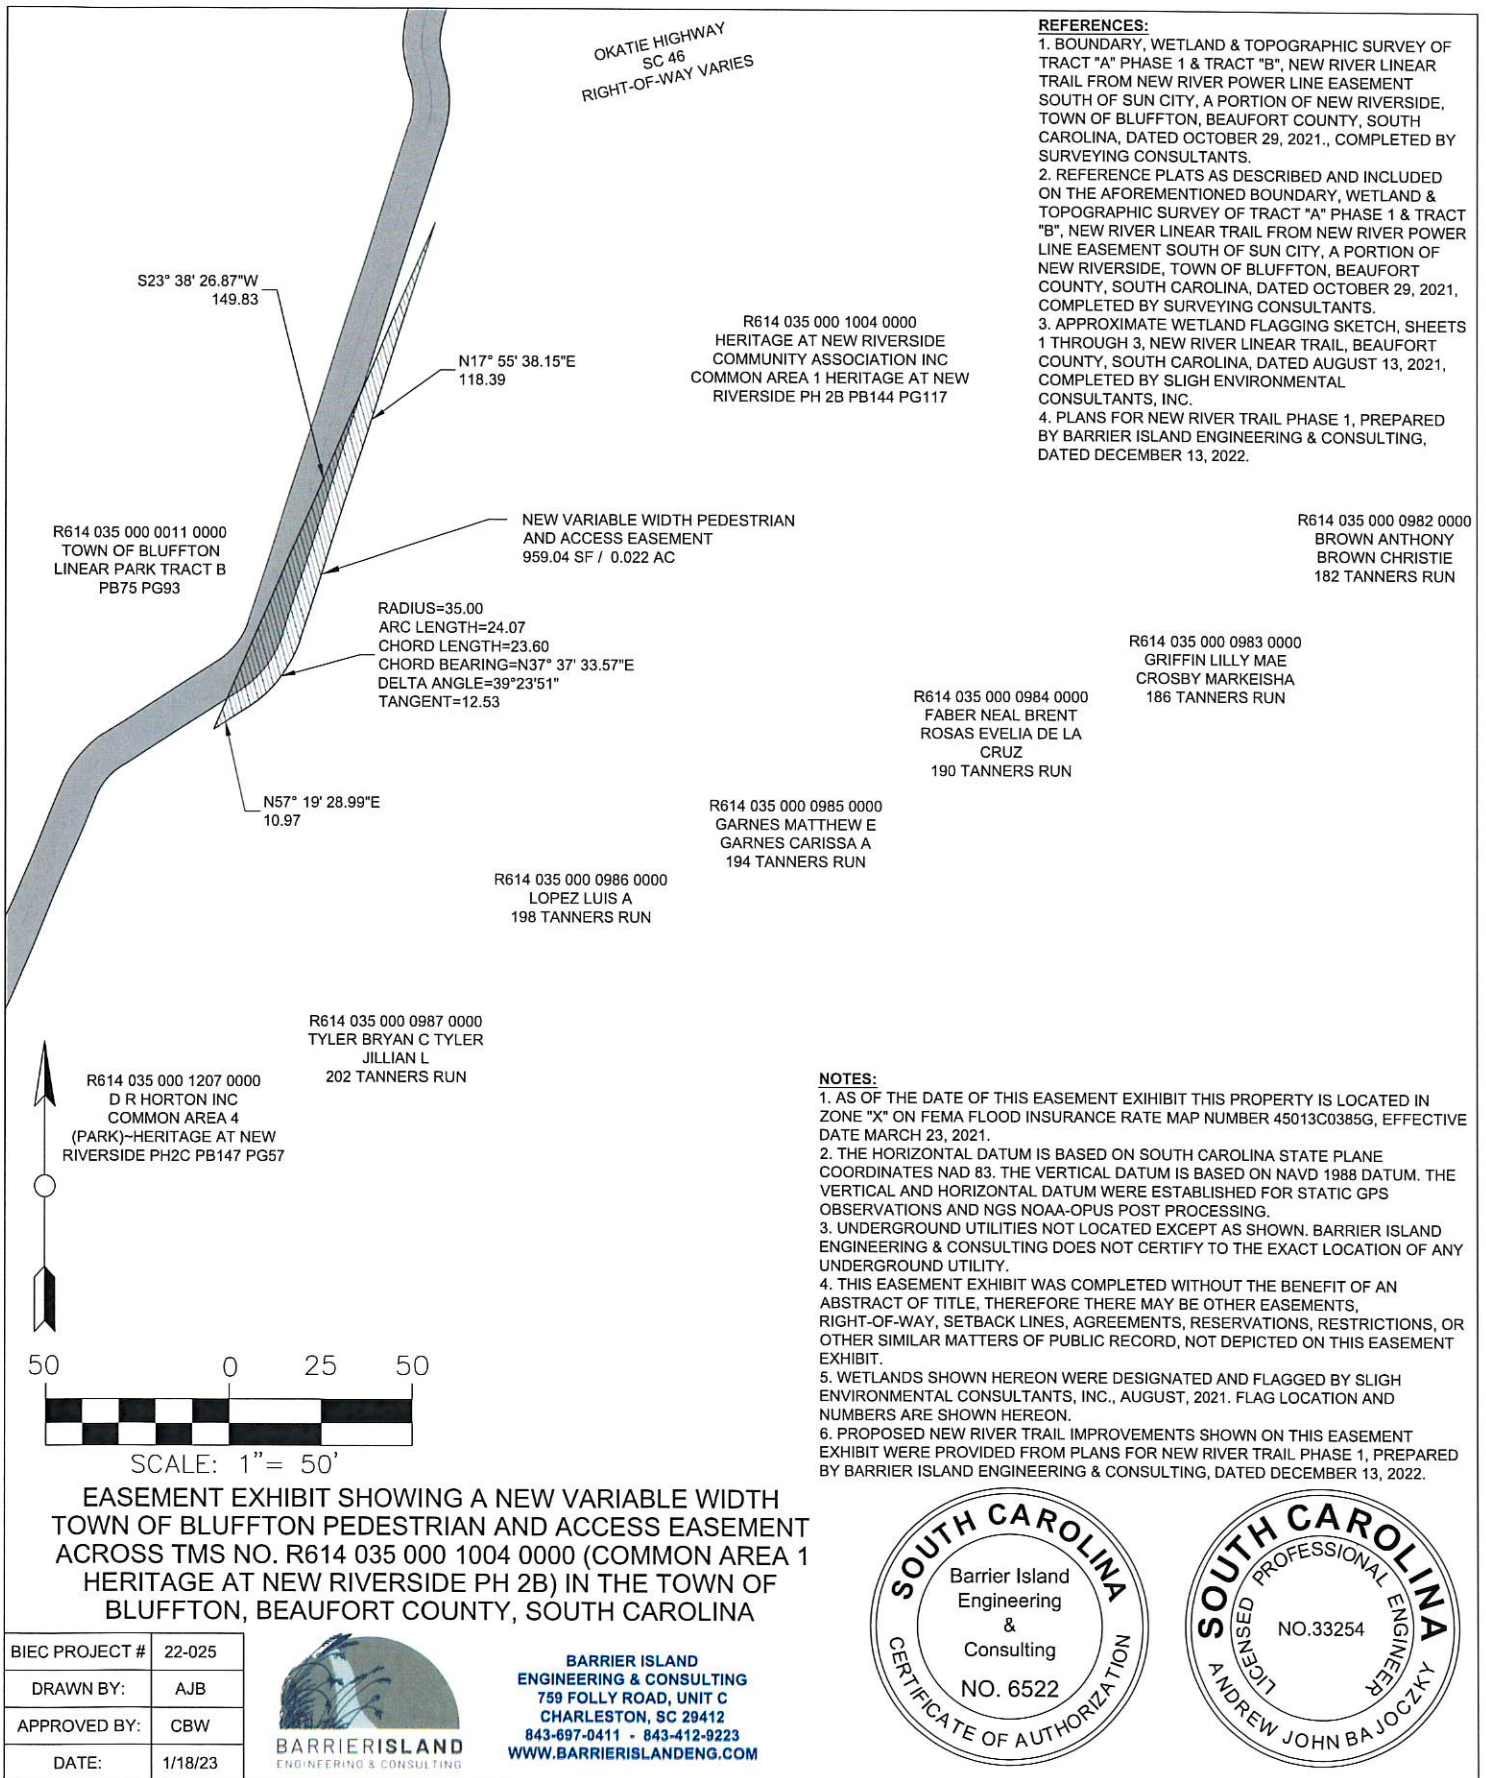 OKATIE HIGHWAY
SC 46
RIGHT-OF-WAY VARIES
REFERENCES:
1. BOUNDARY, WETLAND & TOPOGRAPHIC SURVEY OF
TRACT "A" PHASE 1 & TRACT "B", NEW RIVER LINEAR
TRAIL FROM NEW RIVER POWER LINE EASEMENT
SOUTH OF SUN CITY, A PORTION OF NEW RIVERSIDE,
TOWN OF BLUFFTON, BEAUFORT COUNTY, SOUTH
CAROLINA, DATED OCTOBER 29, 2021., COMPLETED BY
SURVEYING CONSULTANTS.
2. REFERENCE PLATS AS DESCRIBED AND INCLUDED
ON THE AFOREMENTIONED BOUNDARY, WETLAND &
TOPOGRAPHIC SURVEY OF TRACT "A" PHASE 1 & TRACT
"B", NEW RIVER LINEAR TRAIL FROM NEW RIVER POWER
LINE EASEMENT SOUTH OF SUN CITY, A PORTION OF
NEW RIVERSIDE, TOWN OF BLUFFTON, BEAUFORT
COUNTY, SOUTH CAROLINA, DATED OCTOBER 29, 2021,
COMPLETED BY SURVEYING CONSULTANTS.
3. APPROXIMATE WETLAND FLAGGING SKETCH, SHEETS
1 THROUGH 3, NEW RIVER LINEAR TRAIL, BEAUFORT
COUNTY, SOUTH CAROLINA, DATED AUGUST 13, 2021,
COMPLETED BY SLIGH ENVIRONMENTAL
CONSULTANTS, INC.
4. PLANS FOR NEW RIVER TRAIL PHASE 1, PREPARED
BY BARRIER ISLAND ENGINEERING & CONSULTING,
DATED DECEMBER 13, 2022.
S23° 38' 26.87"W
149.83
N17° 55' 38.15"E
118.39
R614 035 000 1004 0000
HERITAGE AT NEW RIVERSIDE
COMMUNITY ASSOCIATION INC
COMMON AREA 1 HERITAGE AT NEW
RIVERSIDE PH 2B PB144 PG117
R614 035 000 0011 0000
TOWN OF BLUFFTON
LINEAR PARK TRACT B
PB75 PG93
NEW VARIABLE WIDTH PEDESTRIAN
AND ACCESS EASEMENT
959.04 SF / 0.022 AC
RADIUS=35.00
ARC LENGTH=24.07
CHORD LENGTH=23.60
CHORD BEARING=N37° 37' 33.57"E
DELTA ANGLE=39°23'51"
TANGENT=12.53
N57° 19' 28.99"E
10.97
R614 035 000 0982 0000
BROWN ANTHONY
BROWN CHRISTIE
182 TANNERS RUN
R614 035 000 0983 0000
GRIFFIN LILLY MAE
CROSBY MARKEISHA
186 TANNERS RUN
R614 035 000 0984 0000
FABER NEAL BRENT
ROSAS EVELIA DE LA
CRUZ
190 TANNERS RUN
R614 035 000 0985 0000
GARNES MATTHEW E
GARNES CARISSA A
194 TANNERS RUN
R614 035 000 0986 0000
LOPEZ LUIS A
198 TANNERS RUN
R614 035 000 0987 0000
TYLER BRYAN C TYLER
JILLIAN L
202 TANNERS RUN
R614 035 000 1207 0000
D R HORTON INC
COMMON AREA 4
(PARK)~HERITAGE AT NEW
RIVERSIDE PH2C PB147 PG57
NOTES:
1. AS OF THE DATE OF THIS EASEMENT EXIHIBIT THIS PROPERTY IS LOCATED IN
ZONE "X" ON FEMA FLOOD INSURANCE RATE MAP NUMBER 45013C0385G, EFFECTIVE
DATE MARCH 23, 2021.
2. THE HORIZONTAL DATUM IS BASED ON SOUTH CAROLINA STATE PLANE
COORDINATES NAD 83. THE VERTICAL DATUM IS BASED ON NAVD 1988 DATUM. THE
VERTICAL AND HORIZONTAL DATUM WERE ESTABLISHED FOR STATIC GPS
OBSERVATIONS AND NGS NOAA-OPUS POST PROCESSING.
3. UNDERGROUND UTILITIES NOT LOCATED EXCEPT AS SHOWN. BARRIER ISLAND
ENGINEERING & CONSULTING DOES NOT CERTIFY TO THE EXACT LOCATION OF ANY
UNDERGROUND UTILITY.
4. THIS EASEMENT EXHIBIT WAS COMPLETED WITHOUT THE BENEFIT OF AN
ABSTRACT OF TITLE, THEREFORE THERE MAY BE OTHER EASEMENTS,
RIGHT-OF-WAY, SETBACK LINES, AGREEMENTS, RESERVATIONS, RESTRICTIONS, OR
OTHER SIMILAR MATTERS OF PUBLIC RECORD, NOT DEPICTED ON THIS EASEMENT
EXHIBIT.
5. WETLANDS SHOWN HEREON WERE DESIGNATED AND FLAGGED BY SLIGH
ENVIRONMENTAL CONSULTANTS, INC., AUGUST, 2021. FLAG LOCATION AND
NUMBERS ARE SHOWN HEREON.
6. PROPOSED NEW RIVER TRAIL IMPROVEMENTS SHOWN ON THIS EASEMENT
EXHIBIT WERE PROVIDED FROM PLANS FOR NEW RIVER TRAIL PHASE 1, PREPARED
BY BARRIER ISLAND ENGINEERING & CONSULTING, DATED DECEMBER 13, 2022.
50 0 25 50
SCALE: 1"= 50'
EASEMENT EXHIBIT SHOWING A NEW VARIABLE WIDTH
TOWN OF BLUFFTON PEDESTRIAN AND ACCESS EASEMENT
ACROSS TMS NO. R614 035 000 1004 0000 (COMMON AREA 1
HERITAGE AT NEW RIVERSIDE PH 2B) IN THE TOWN OF
BLUFFTON, BEAUFORT COUNTY, SOUTH CAROLINA
BIEC PROJECT # 22-025
DRAWN BY: AJB
APPROVED BY: CBW
DATE: 1/18/23
BARRIERISLAND
ENGINEERING & CONSULTING
BARRIER ISLAND
ENGINEERING & CONSULTING
759 FOLLY ROAD, UNIT C
CHARLESTON, SC 29412
843-697-0411 - 843-412-9223
WWW.BARRIERISLANDENG.COM
SOUTH CAROLINA
Barrier Island
Engineering
&
Consulting
NO. 6522
CERTIFICATE OF AUTHORIZATION
SOUTH CAROLINA
LICENSED PROFESSIONAL ENGINEER
NO.33254
ANDREW JOHN BAJOCZKY